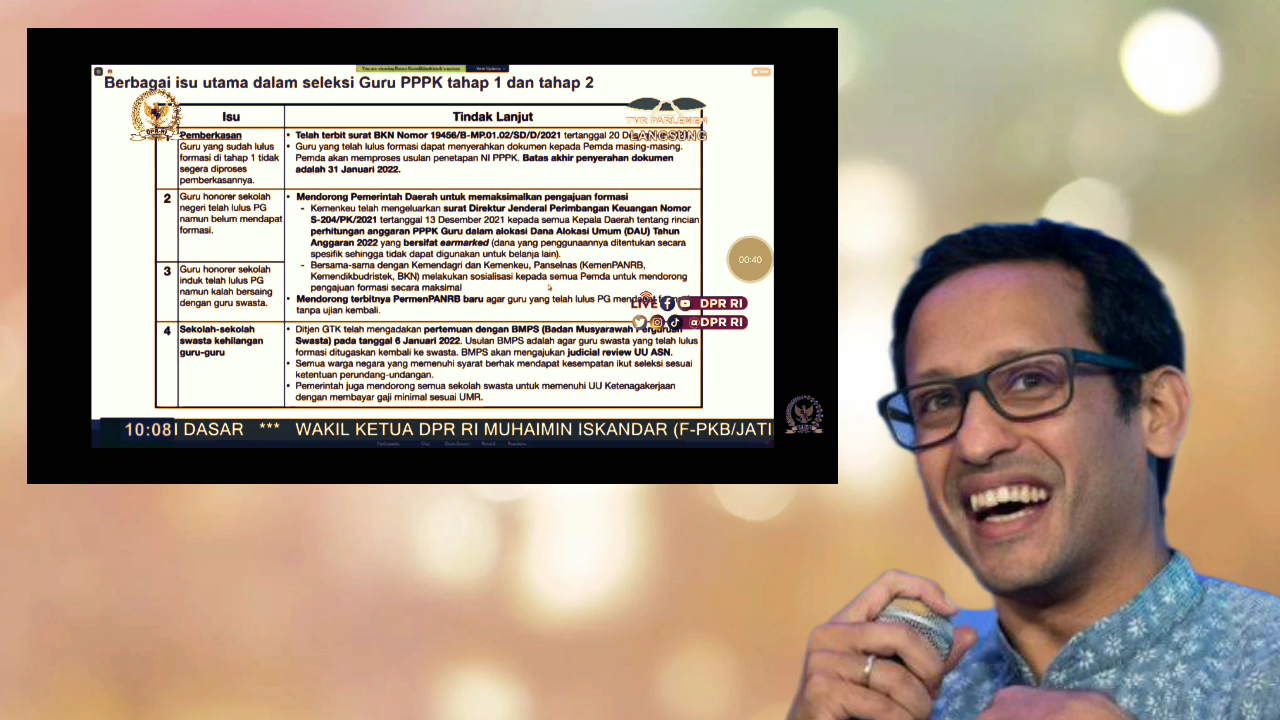 You are viewing
View Options
Berbagai isu utama dalam seleksi Guru PPPK tahap 1 dan tahap 2
Isu
Tindak Lanjut
DPR-RI
TVR PARLEMEN
LANGSUNG
Pemberkasan
Guru yang sudah lulus
formasi di tahap 1 tidak
segera diproses
pemberkasannya.
• Telah terbit surat BKN Nomor 19456/B-MP.01.02/SD/D/2021 tertanggal 20
• Guru yang telah lulus formasi dapat menyerahkan dokumen kepada Pemda masing-masing.
Pemda akan memproses usulan penetapan NI PPPK. Batas akhir penyerahan dokumen
adalah 31 Januari 2022.
2
Guru honorer sekolah
negeri telah lulus PG
namun belum mendapat
formasi.
• Mendorong Pemerintah Daerah untuk memaksimalkan pengajuan formasi
- Kemenkeu telah mengeluarkan surat Direktur Jenderal Perimbangan Keuangan Nomor
S-204/PK/2021 tertanggal 13 Desember 2021 kepada semua Kepala Daerah tentang rincian
perhitungan anggaran PPPK Guru dalam alokasi Dana Alokasi Umum (DAU) Tahun
Anggaran 2022 yang bersifat earmarked (dana yang penggunaannya ditentukan secara
spesifik sehingga tidak dapat digunakan untuk belanja lain).
- Bersama-sama dengan Kemendagri dan Kemenkeu, Panselnas (KemenPANRB,
Kemendikbudristek, BKN) melakukan sosialisasi kepada semua Pemda untuk mendorong
pengajuan formasi secara maksimal
• Mendorong terbitnya PermenPANRB baru agar guru yang telah lulus PG
tanpa ujian kembali.
3
Guru honorer sekolah
induk telah lulus PG
namun kalah bersaing
dengan guru swasta.
00:40
LIVE DPR RI
@DPR RI
4
Sekolah-sekolah
swasta kehilangan
guru-guru
• Ditjen GTK telah mengadakan pertemuan dengan BMPS (Badan Musyawarah Perguruan
Swasta) pada tanggal 6 Januari 2022. Usulan BMPS adalah agar guru swasta yang telah lulus
formasi ditugaskan kembali ke swasta. BMPS akan mengajukan judicial review UU ASN.
• Semua warga negara yang memenuhi syarat berhak mendapat kesempatan ikut seleksi sesuai
ketentuan perundang-undangan.
• Pemerintah juga mendorong semua sekolah swasta untuk memenuhi UU Ketenagakerjaan
dengan membayar gaji minimal sesuai UMR.
10:08 I DASAR *** WAKIL KETUA DPR RI MUHAIMIN ISKANDAR (F-PKB/JATI